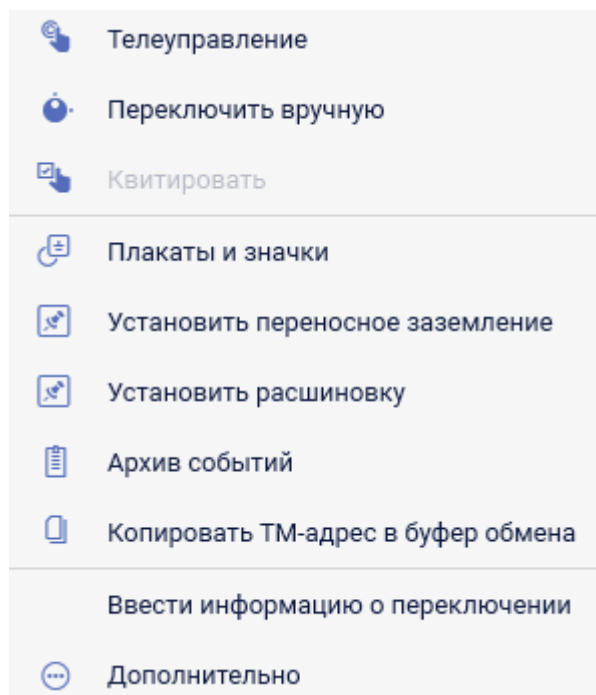 Телеуправление
Переключить вручную
Квитировать
Плакаты и значки
Установить переносное заземление
Установить расшиновку
Архив событий
Копировать ТМ-адрес в буфер обмена
Ввести информацию о переключении
Дополнительно